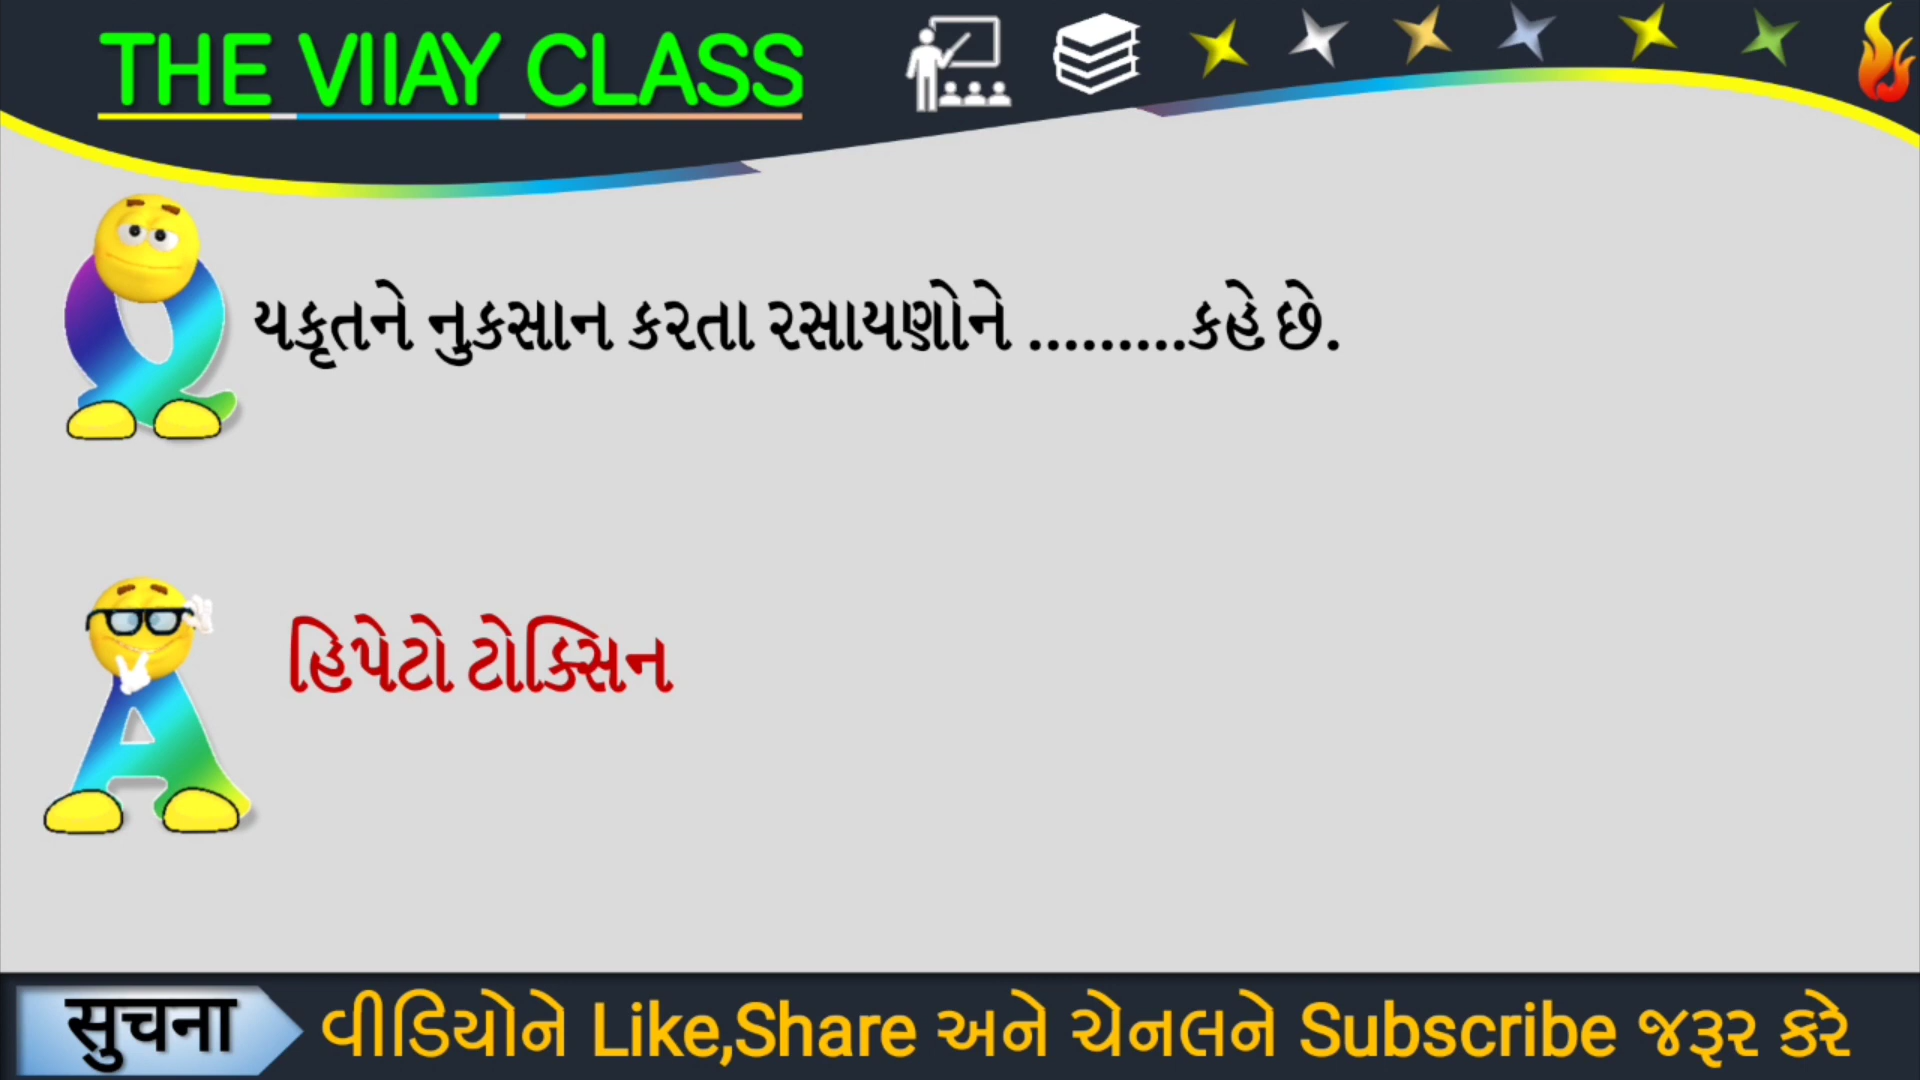 THE VIIAY CLASS
યકૃતને નુકસાન કરતા રસાયણોને .........કહે છે.
હિપેટો ટોક્સિન
सुचना વીડિયોને Like,Share અને ચેનલને Subscribe જરૂર કરે